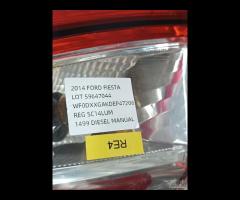 2014 FORD FIESTA
LOT 59647044
WF0DXXGAKDEP47200
REG SC14LUM
1499 DIESEL MANUAL
RE4